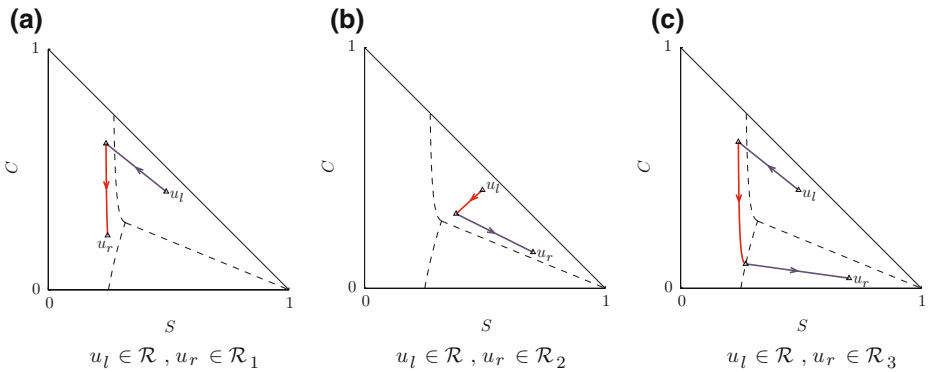 (a) (b) (c)
1 1 1
C C C
u_l u_l u_l
u_r u_r u_r
0 0 0
0 1 0 1 0 1
S S S
u_l ∈ ℛ , u_r ∈ ℛ_1 u_l ∈ ℛ , u_r ∈ ℛ_2 u_l ∈ ℛ , u_r ∈ ℛ_3